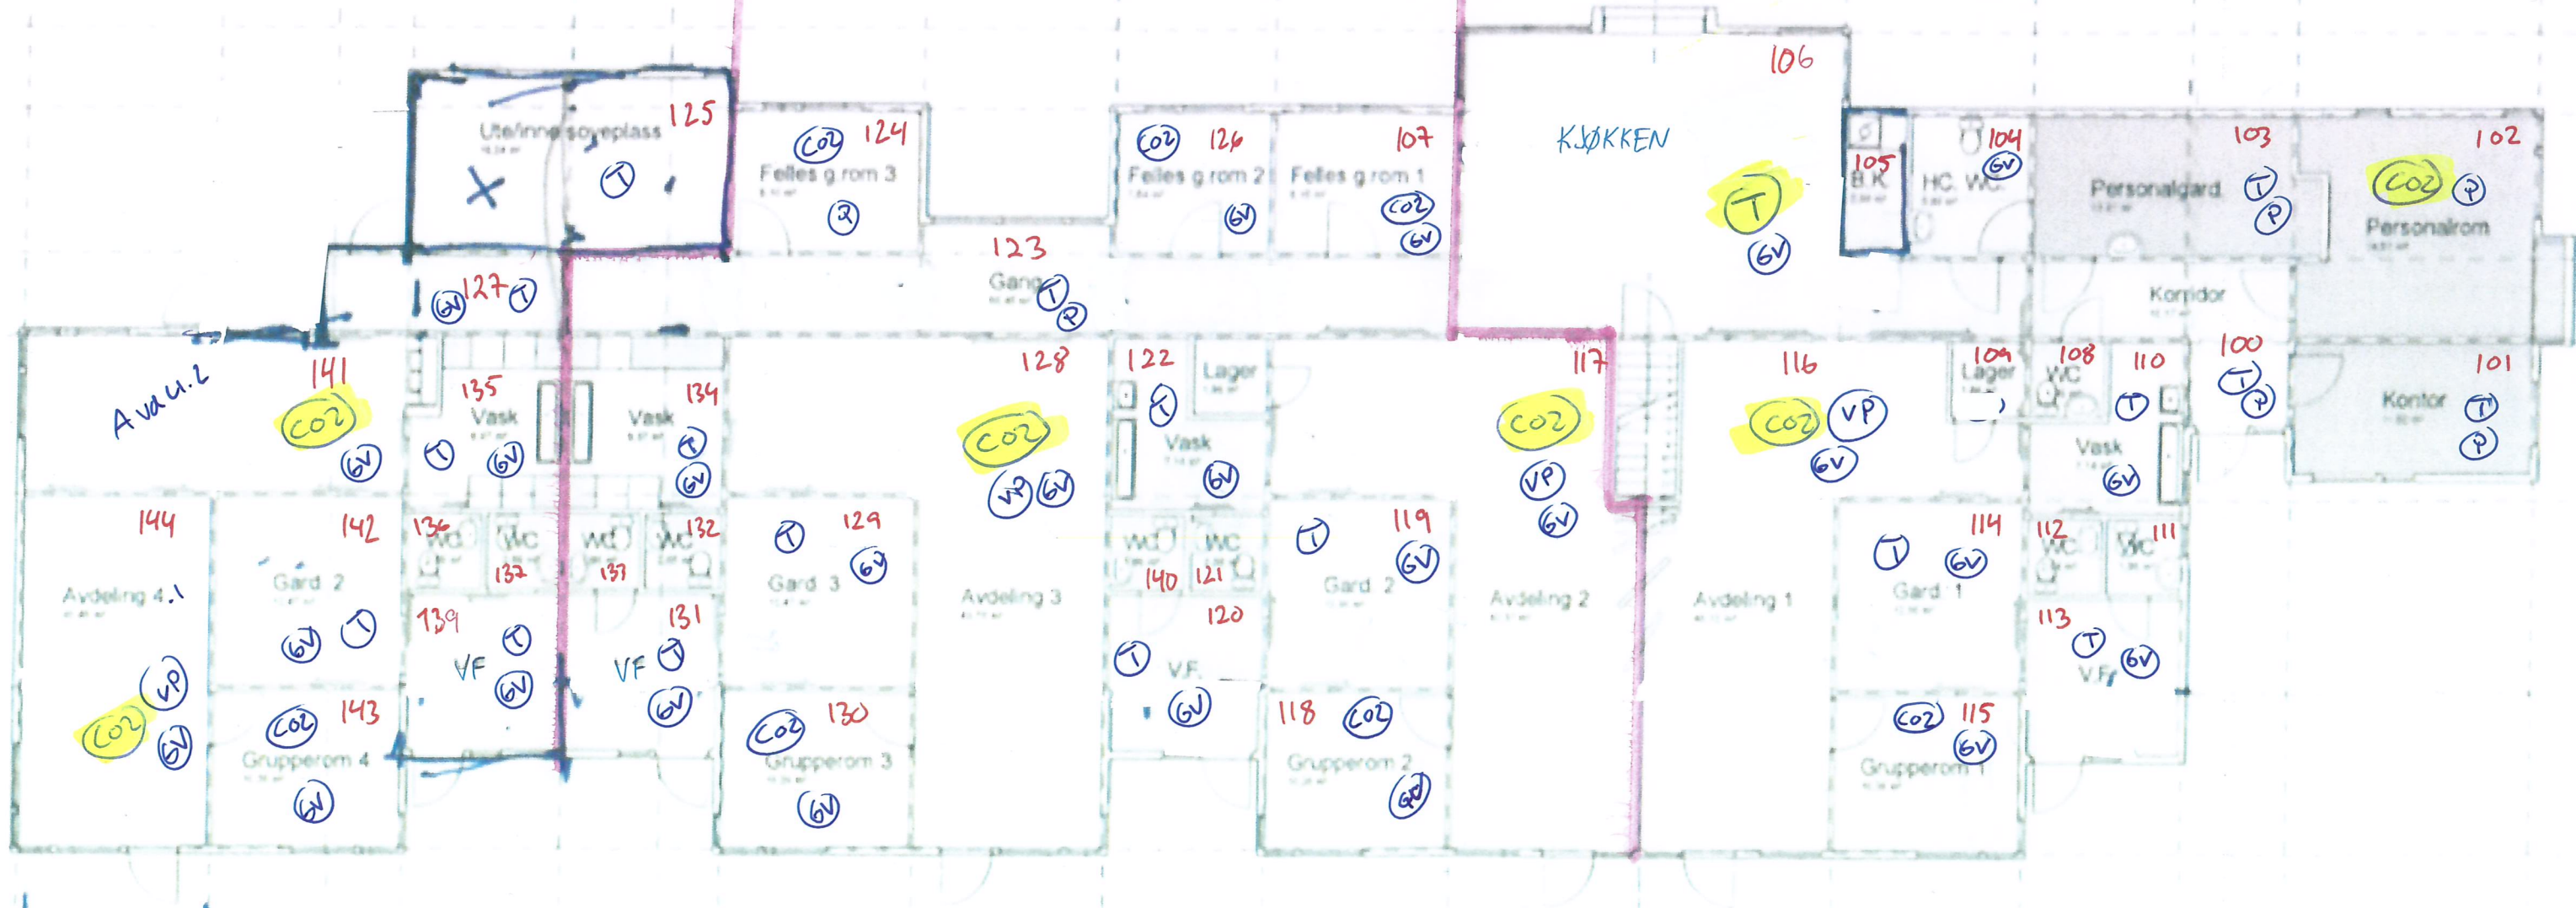 106
125
Ute/inne soveplass
T
CO2 124
Felles g.rom 3
P
CO2 126
Felles g.rom 2
GV
107
Felles g.rom 1
CO2
GV
KJØKKEN
T
GV
105
B.K.
104
GV
HC. WC.
103
Personalgard.
T
P
102
CO2 P
Personalrom
GV 127 T
123
Gang
T
P
Korridor
Avdel.2
141
CO2
GV
135
Vask
T GV
134
Vask
T
GV
128
CO2
VP GV
122
T
Lager
Vask
GV
117
CO2
VP
GV
116
CO2 VP
GV
109
Lager
108
WC
110
T
Vask
GV
100
T
P
101
Kontor
T
P
144
Avdeling 4.1
VP
CO2
GV
142
Gard. 2
GV T
136
WC
WC
137
WC
133
132
WC
129
T
GV
Gard. 3
Avdeling 3
WC
140
WC
121
119
T
GV
Gard. 2
Avdeling 2
Avdeling 1
114
T GV
Gard. 1
112
WC
111
WC
139
T
VF
GV
131
VF T
GV
120
T
V.F.
GV
113
T
GV
V.F.
143
CO2
Grupperom 4
GV
130
CO2
Grupperom 3
GV
118 CO2
Grupperom 2
GV
CO2 115
GV
Grupperom 1